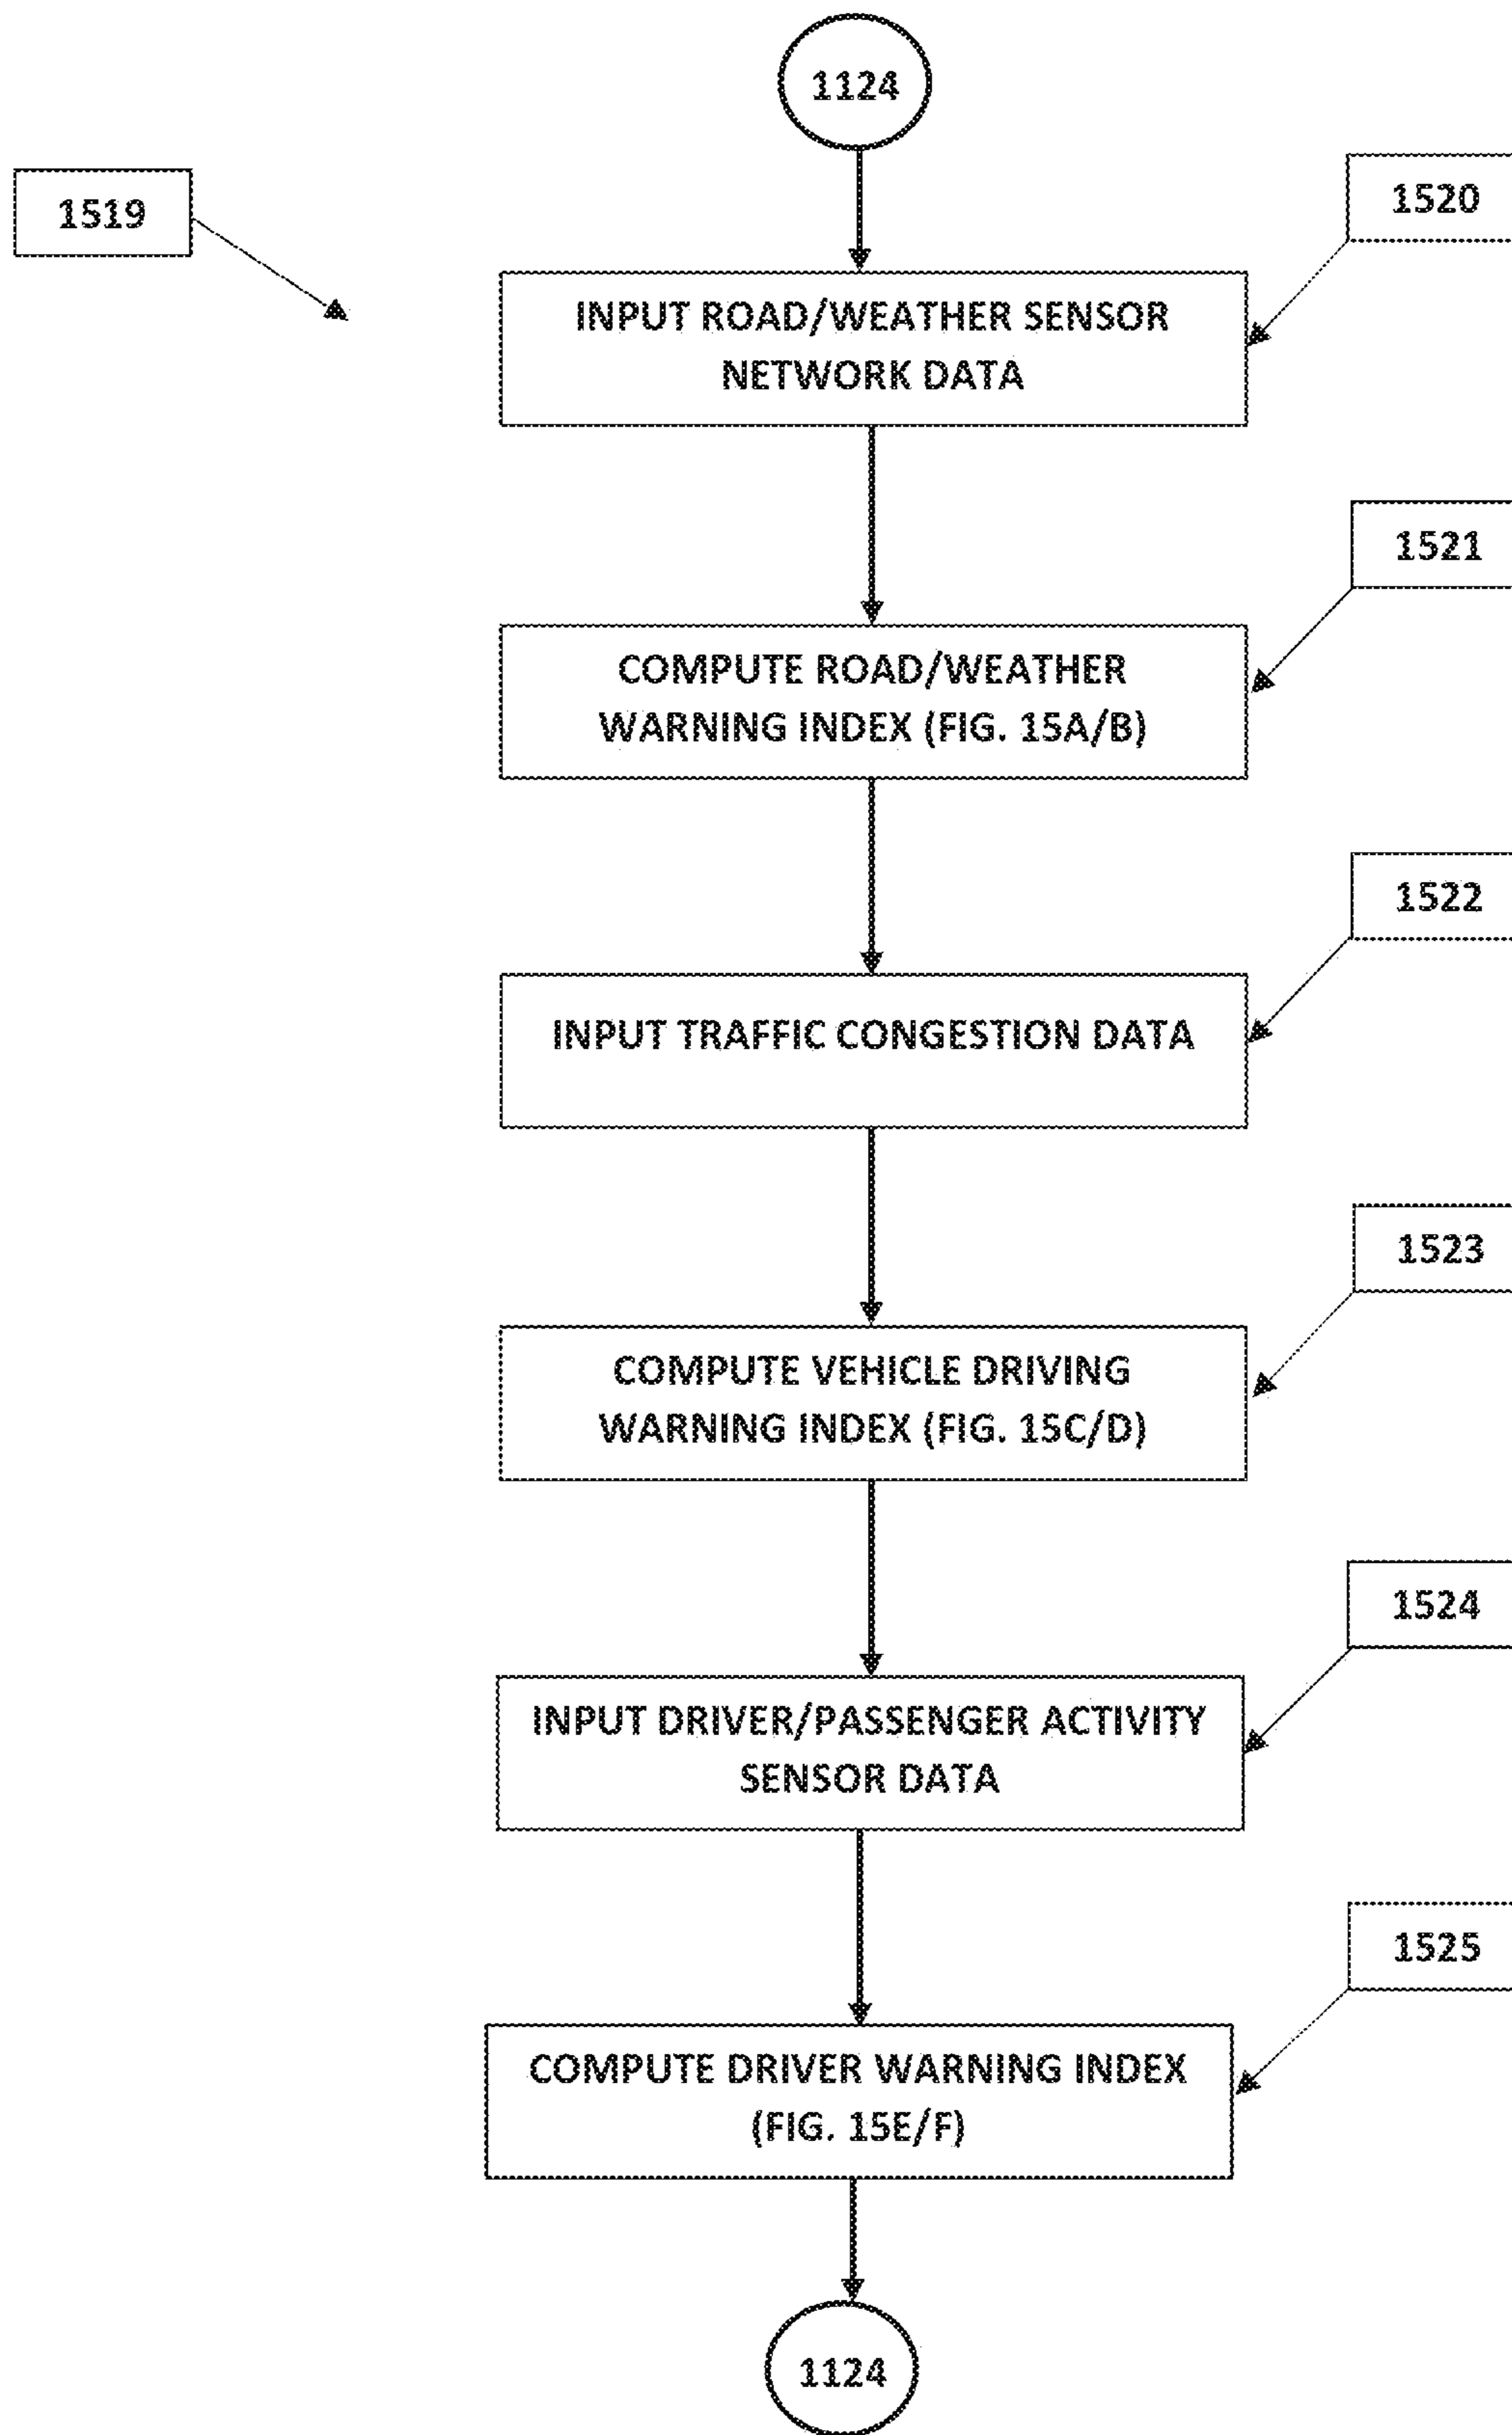 1124
1519
1520
INPUT ROAD/WEATHER SENSOR
NETWORK DATA
1521
COMPUTE ROAD/WEATHER
WARNING INDEX (FIG. 15A/B)
1522
INPUT TRAFFIC CONGESTION DATA
1523
COMPUTE VEHICLE DRIVING
WARNING INDEX (FIG. 15C/D)
1524
INPUT DRIVER/PASSENGER ACTIVITY
SENSOR DATA
1525
COMPUTE DRIVER WARNING INDEX
(FIG. 15E/F)
1124